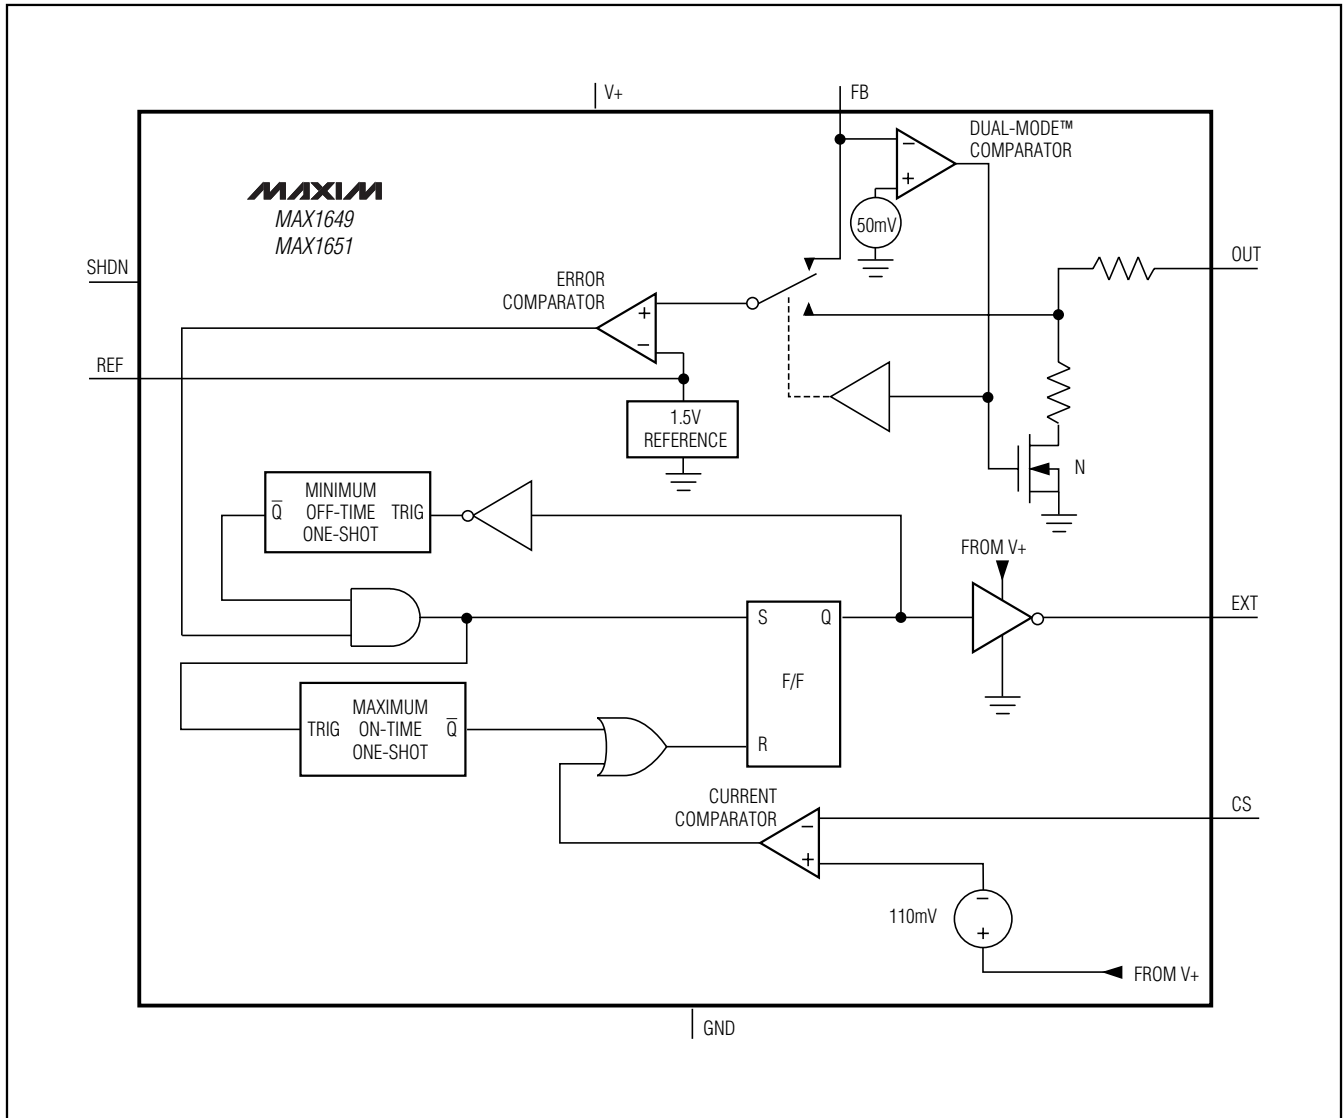 V+
FB
DUAL-MODE™
COMPARATOR
MAXIM
MAX1649
MAX1651
−
+
50mV
SHDN
OUT
ERROR
COMPARATOR
+
−
REF
1.5V
REFERENCE
N
MINIMUM
Q̅ OFF-TIME TRIG
ONE-SHOT
FROM V+
EXT
S Q
F/F
R
MAXIMUM
TRIG ON-TIME Q̅
ONE-SHOT
CURRENT
COMPARATOR
CS
−
+
110mV
−
+
FROM V+
GND